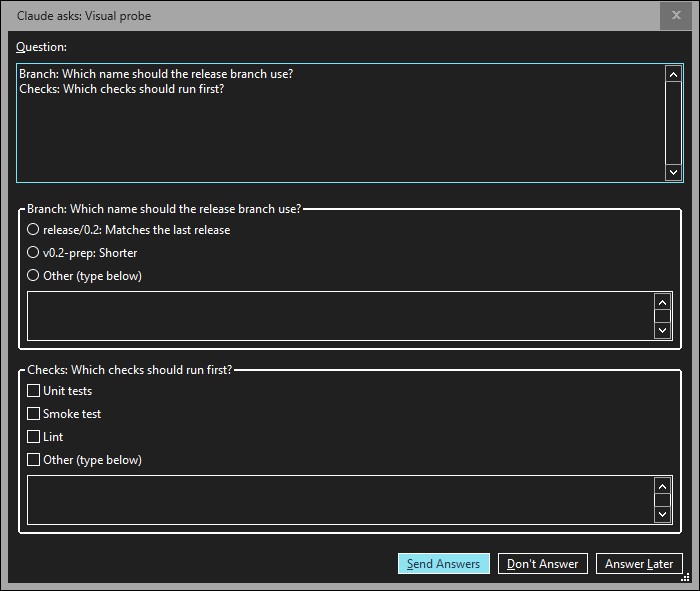 Claude asks: Visual probe
Question:
Branch: Which name should the release branch use?
Checks: Which checks should run first?
Branch: Which name should the release branch use?
release/0.2: Matches the last release
v0.2-prep: Shorter
Other (type below)
Checks: Which checks should run first?
Unit tests
Smoke test
Lint
Other (type below)
Send Answers
Don't Answer
Answer Later